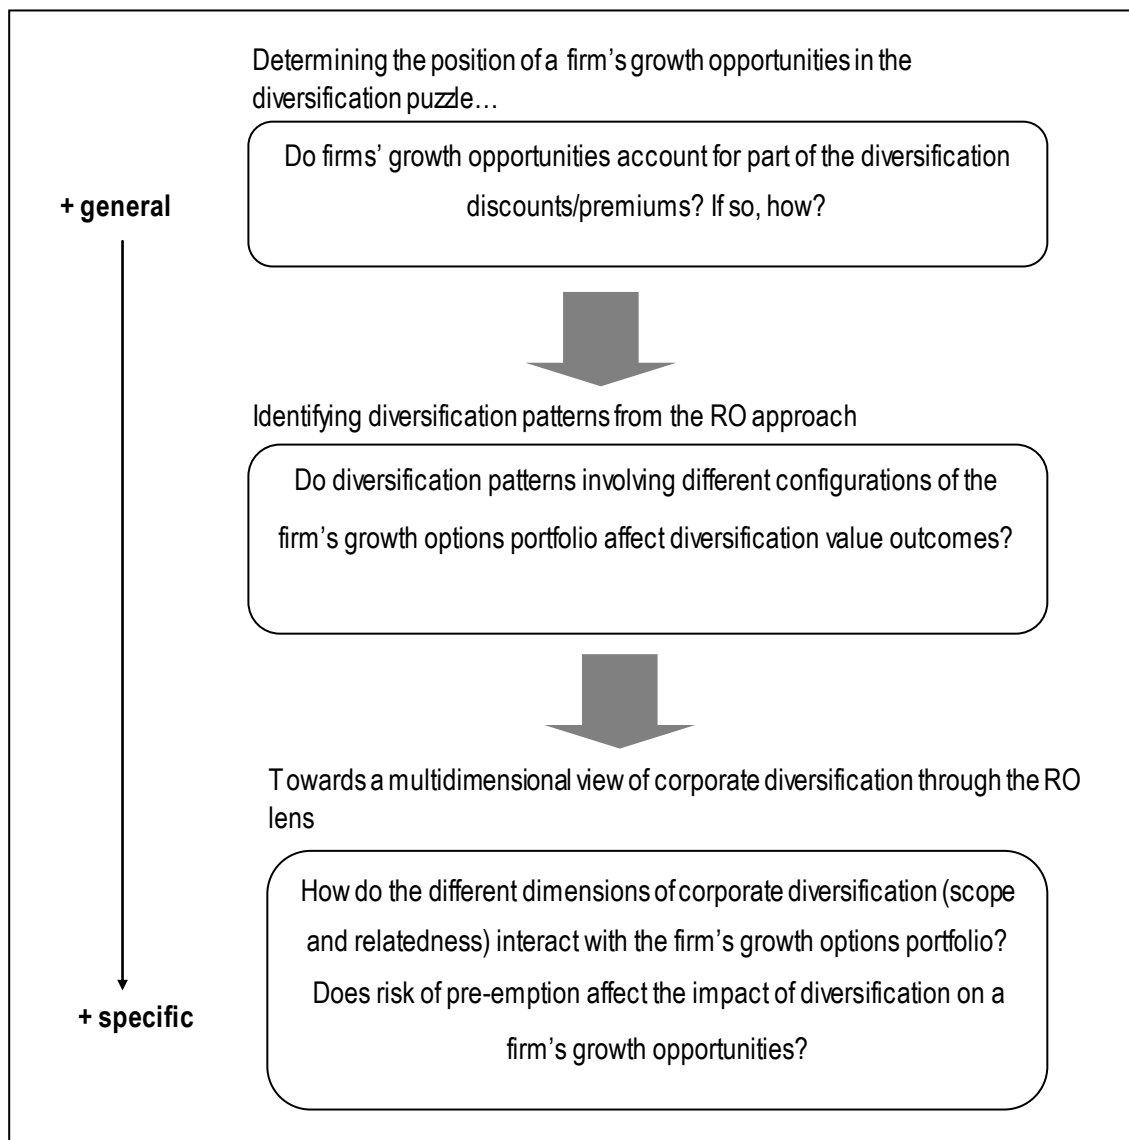 Determining the position of a firm’s growth opportunities in the
diversification puzzle…
Do firms’ growth opportunities account for part of the diversification
discounts/premiums? If so, how?
+ general
Identifying diversification patterns from the RO approach
Do diversification patterns involving different configurations of the
firm’s growth options portfolio affect diversification value outcomes?
Towards a multidimensional view of corporate diversification through the RO
lens
How do the different dimensions of corporate diversification (scope
and relatedness) interact with the firm’s growth options portfolio?
Does risk of pre-emption affect the impact of diversification on a
firm’s growth opportunities?
+ specific